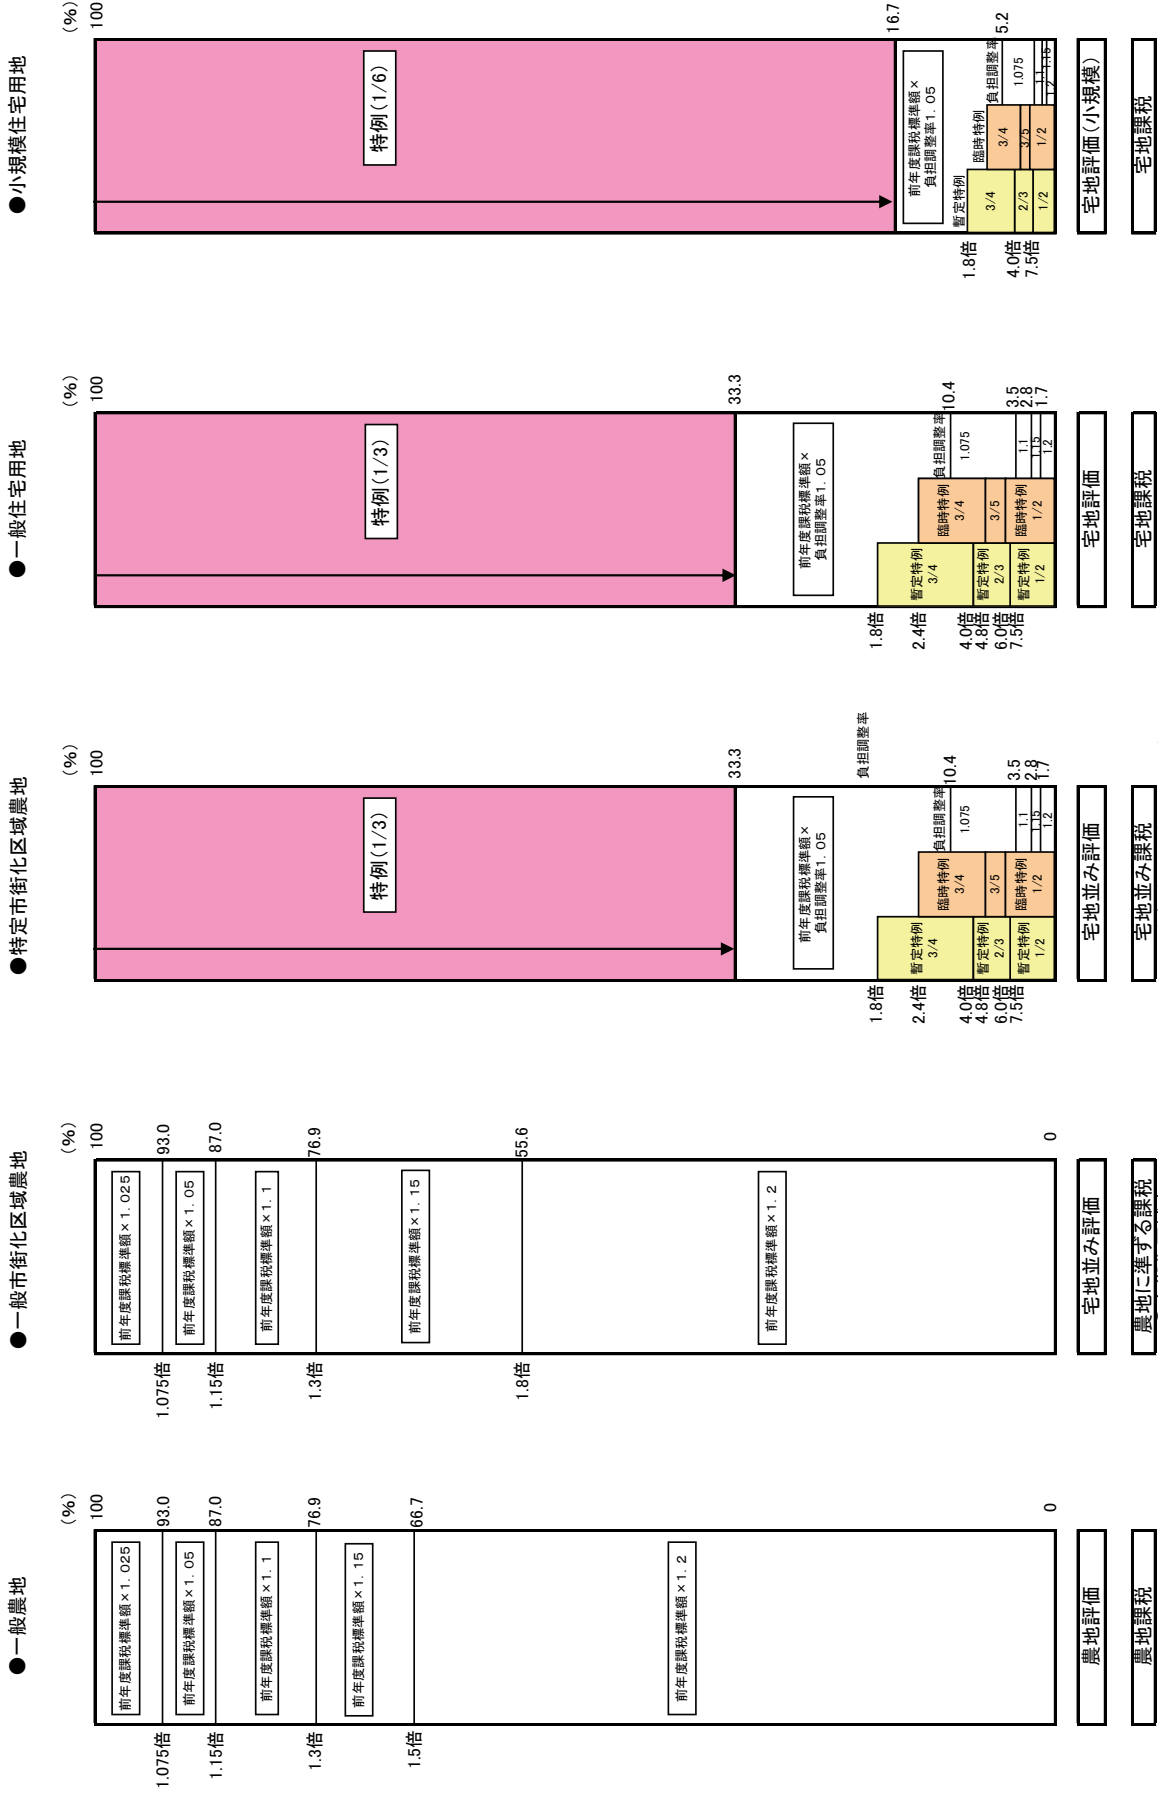 ●一般農地
(%)
100
93.0
87.0
76.9
66.7
0
1.075倍
1.15倍
1.3倍
1.5倍
前年度課税標準額×1.025
前年度課税標準額×1.05
前年度課税標準額×1.1
前年度課税標準額×1.15
前年度課税標準額×1.2
農地評価
農地課税
●一般市街化区域農地
(%)
100
93.0
87.0
76.9
55.6
0
1.075倍
1.15倍
1.3倍
1.8倍
前年度課税標準額×1.025
前年度課税標準額×1.05
前年度課税標準額×1.1
前年度課税標準額×1.15
前年度課税標準額×1.2
宅地並み評価
農地に準ずる課税
●特定市街化区域農地
(%)
100
33.3
負担調整率
10.4
3.5
2.8
1.7
特例(1/3)
前年度課税標準額×
負担調整率1.05
1.8倍
2.4倍
4.0倍
4.8倍
6.0倍
7.5倍
暫定特例
3/4
暫定特例
2/3
暫定特例
1/2
臨時特例
3/4
3/5
臨時特例
1/2
負担調整率
1.075
1.1
1.15
1.2
宅地並み評価
宅地並み課税
●一般住宅用地
(%)
100
33.3
10.4
3.5
2.8
1.7
特例(1/3)
前年度課税標準額×
負担調整率1.05
1.8倍
2.4倍
4.0倍
4.8倍
6.0倍
7.5倍
暫定特例
3/4
暫定特例
2/3
暫定特例
1/2
臨時特例
3/4
3/5
臨時特例
1/2
負担調整率
1.075
1.1
1.15
1.2
宅地評価
宅地課税
●小規模住宅用地
(%)
100
16.7
5.2
特例(1/6)
前年度課税標準額×
負担調整率1.05
1.8倍
4.0倍
7.5倍
暫定特例
3/4
2/3
1/2
臨時特例
3/4
3/5
1/2
負担調整率
1.075
1.1
1.15
1.2
宅地評価(小規模)
宅地課税